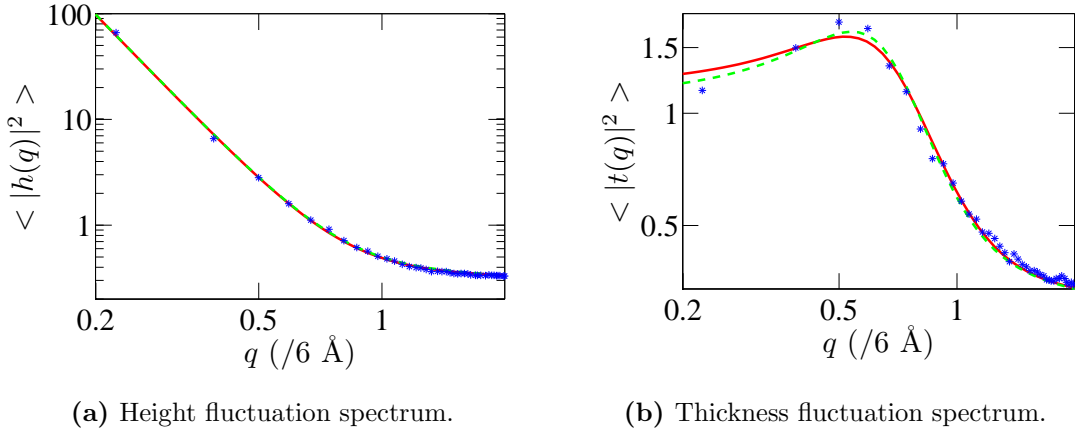 100
10
1
< |h(q)|² >
0.2
0.5
1
q (/6 Å)
(a) Height fluctuation spectrum.
1.5
1
0.5
< |t(q)|² >
0.2
0.5
1
q (/6 Å)
(b) Thickness fluctuation spectrum.